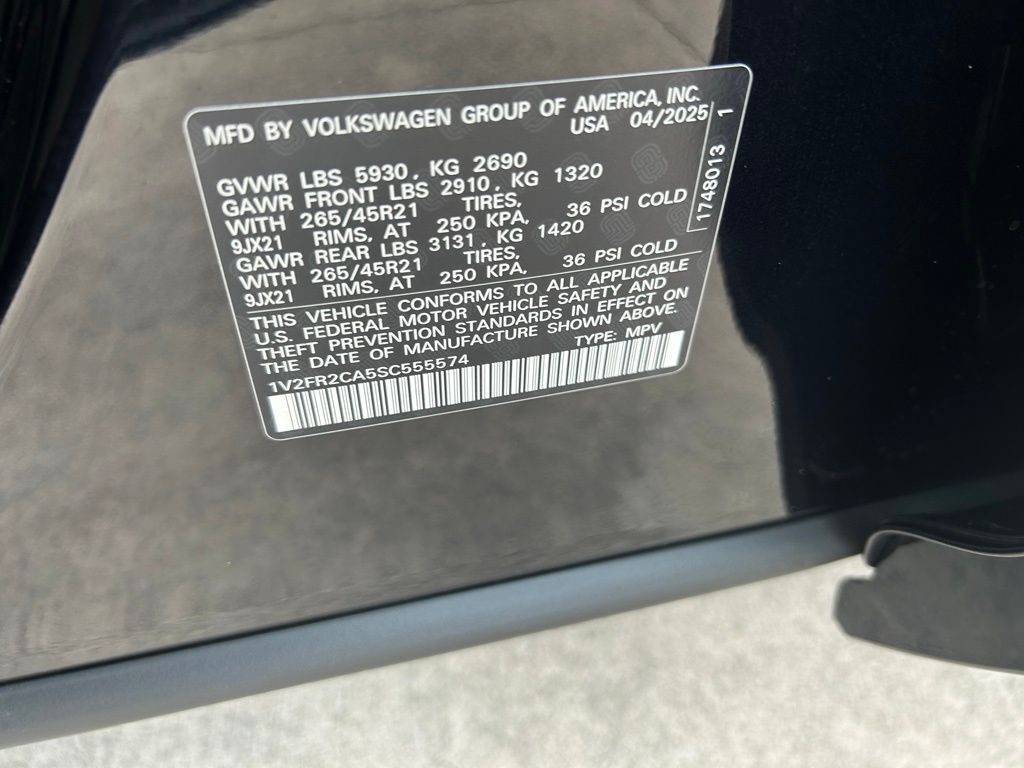 MFD BY VOLKSWAGEN GROUP OF AMERICA, INC.
USA 04/2025
GVWR LBS 5930, KG 2690
GAWR FRONT LBS 2910, KG 1320
WITH 265/45R21 TIRES,
9JX21 RIMS, AT 250 KPA, 36 PSI COLD
GAWR REAR LBS 3131, KG 1420
WITH 265/45R21 TIRES,
9JX21 RIMS, AT 250 KPA, 36 PSI COLD
THIS VEHICLE CONFORMS TO ALL APPLICABLE
U.S. FEDERAL MOTOR VEHICLE SAFETY AND
THEFT PREVENTION STANDARDS IN EFFECT ON
THE DATE OF MANUFACTURE SHOWN ABOVE.
1V2FR2CA5SC555574 TYPE: MPV
1748013 1